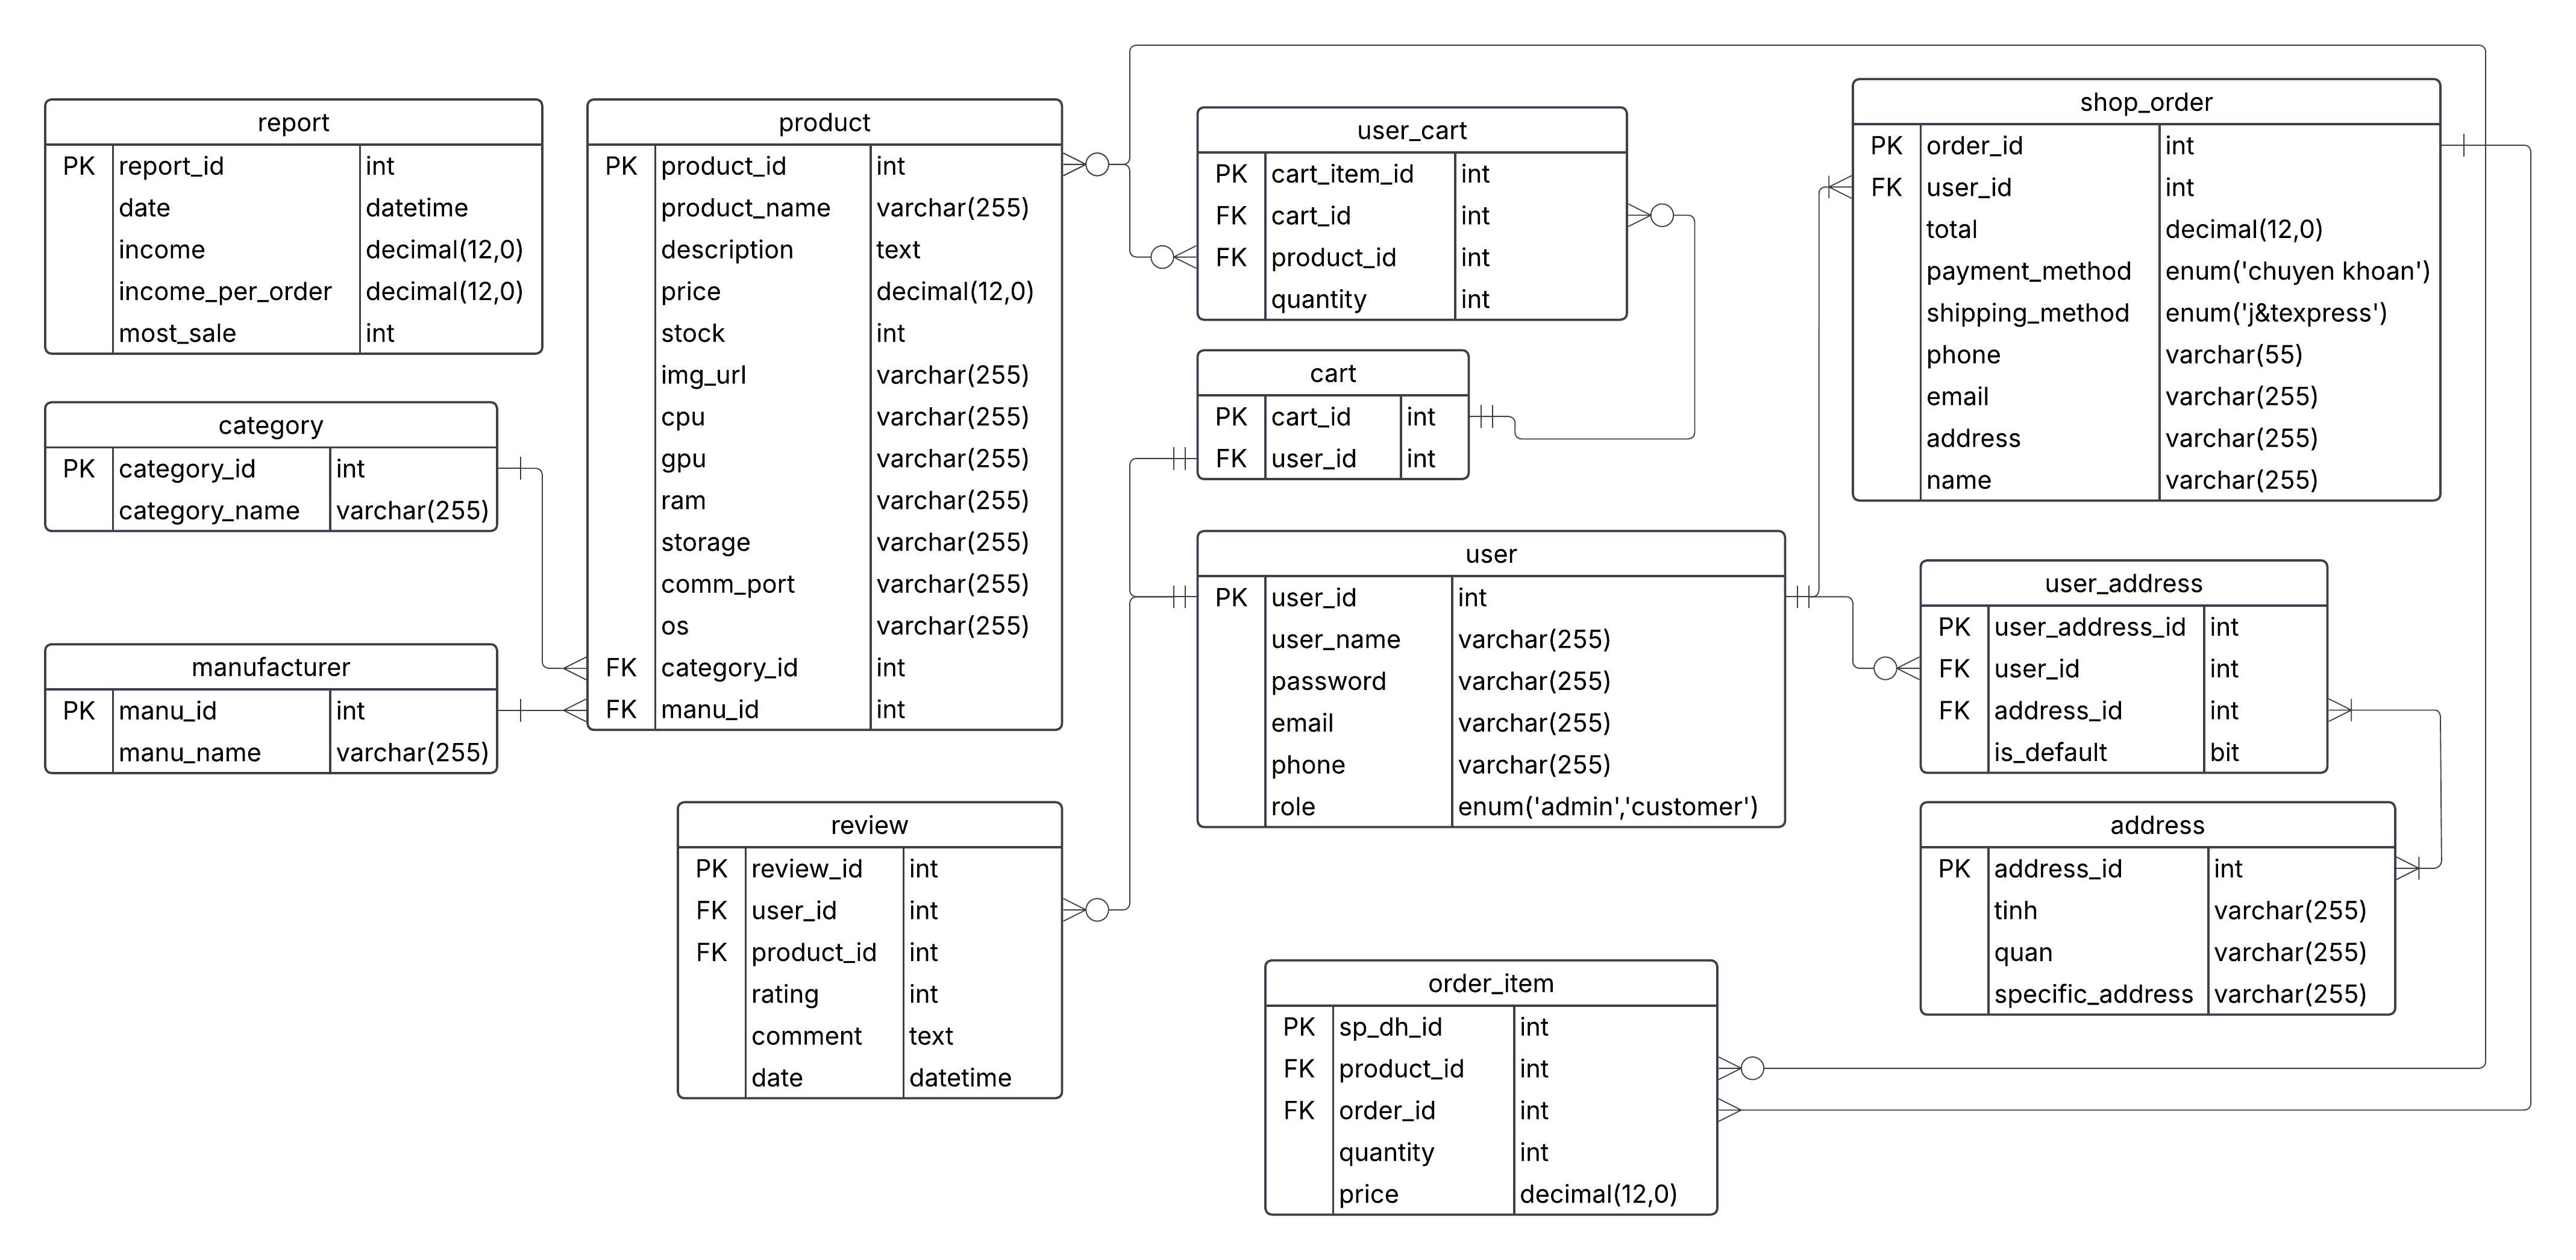 report
PK report_id int
date datetime
income decimal(12,0)
income_per_order decimal(12,0)
most_sale int
category
PK category_id int
category_name varchar(255)
manufacturer
PK manu_id int
manu_name varchar(255)
product
PK product_id int
product_name varchar(255)
description text
price decimal(12,0)
stock int
img_url varchar(255)
cpu varchar(255)
gpu varchar(255)
ram varchar(255)
storage varchar(255)
comm_port varchar(255)
os varchar(255)
FK category_id int
FK manu_id int
review
PK review_id int
FK user_id int
FK product_id int
rating int
comment text
date datetime
user_cart
PK cart_item_id int
FK cart_id int
FK product_id int
quantity int
cart
PK cart_id int
FK user_id int
user
PK user_id int
user_name varchar(255)
password varchar(255)
email varchar(255)
phone varchar(255)
role enum('admin','customer')
order_item
PK sp_dh_id int
FK product_id int
FK order_id int
quantity int
price decimal(12,0)
shop_order
PK order_id int
FK user_id int
total decimal(12,0)
payment_method enum('chuyen khoan')
shipping_method enum('j&texpress')
phone varchar(55)
email varchar(255)
address varchar(255)
name varchar(255)
user_address
PK user_address_id int
FK user_id int
FK address_id int
is_default bit
address
PK address_id int
tinh varchar(255)
quan varchar(255)
specific_address varchar(255)